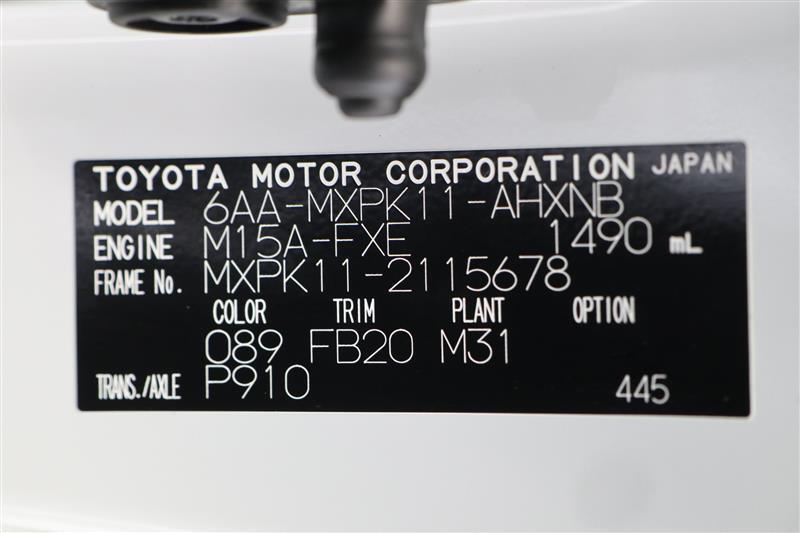 TOYOTA MOTOR CORPORATION JAPAN
MODEL 6AA-MXPK11-AHXNB
ENGINE M15A-FXE 1490 mL
FRAME No. MXPK11-2115678
COLOR TRIM PLANT OPTION
089 FB20 M31
TRANS./AXLE P910 445